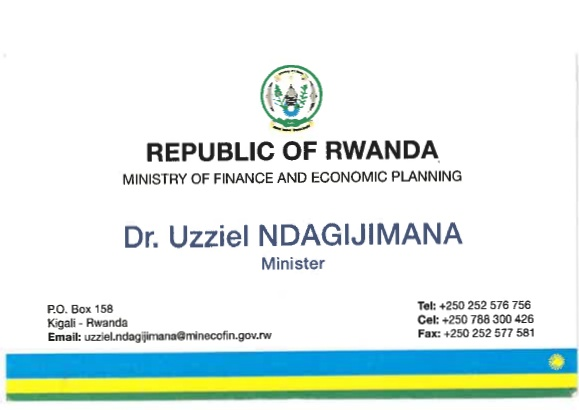 REPUBLIC OF RWANDA
MINISTRY OF FINANCE AND ECONOMIC PLANNING
Dr. Uzziel NDAGIJIMANA
Minister
P.O. Box 158
Kigali - Rwanda
Email: uzziel.ndagijimana@minecofin.gov.rw
Tel: +250 252 576 756
Cel: +250 788 300 426
Fax: +250 252 577 581